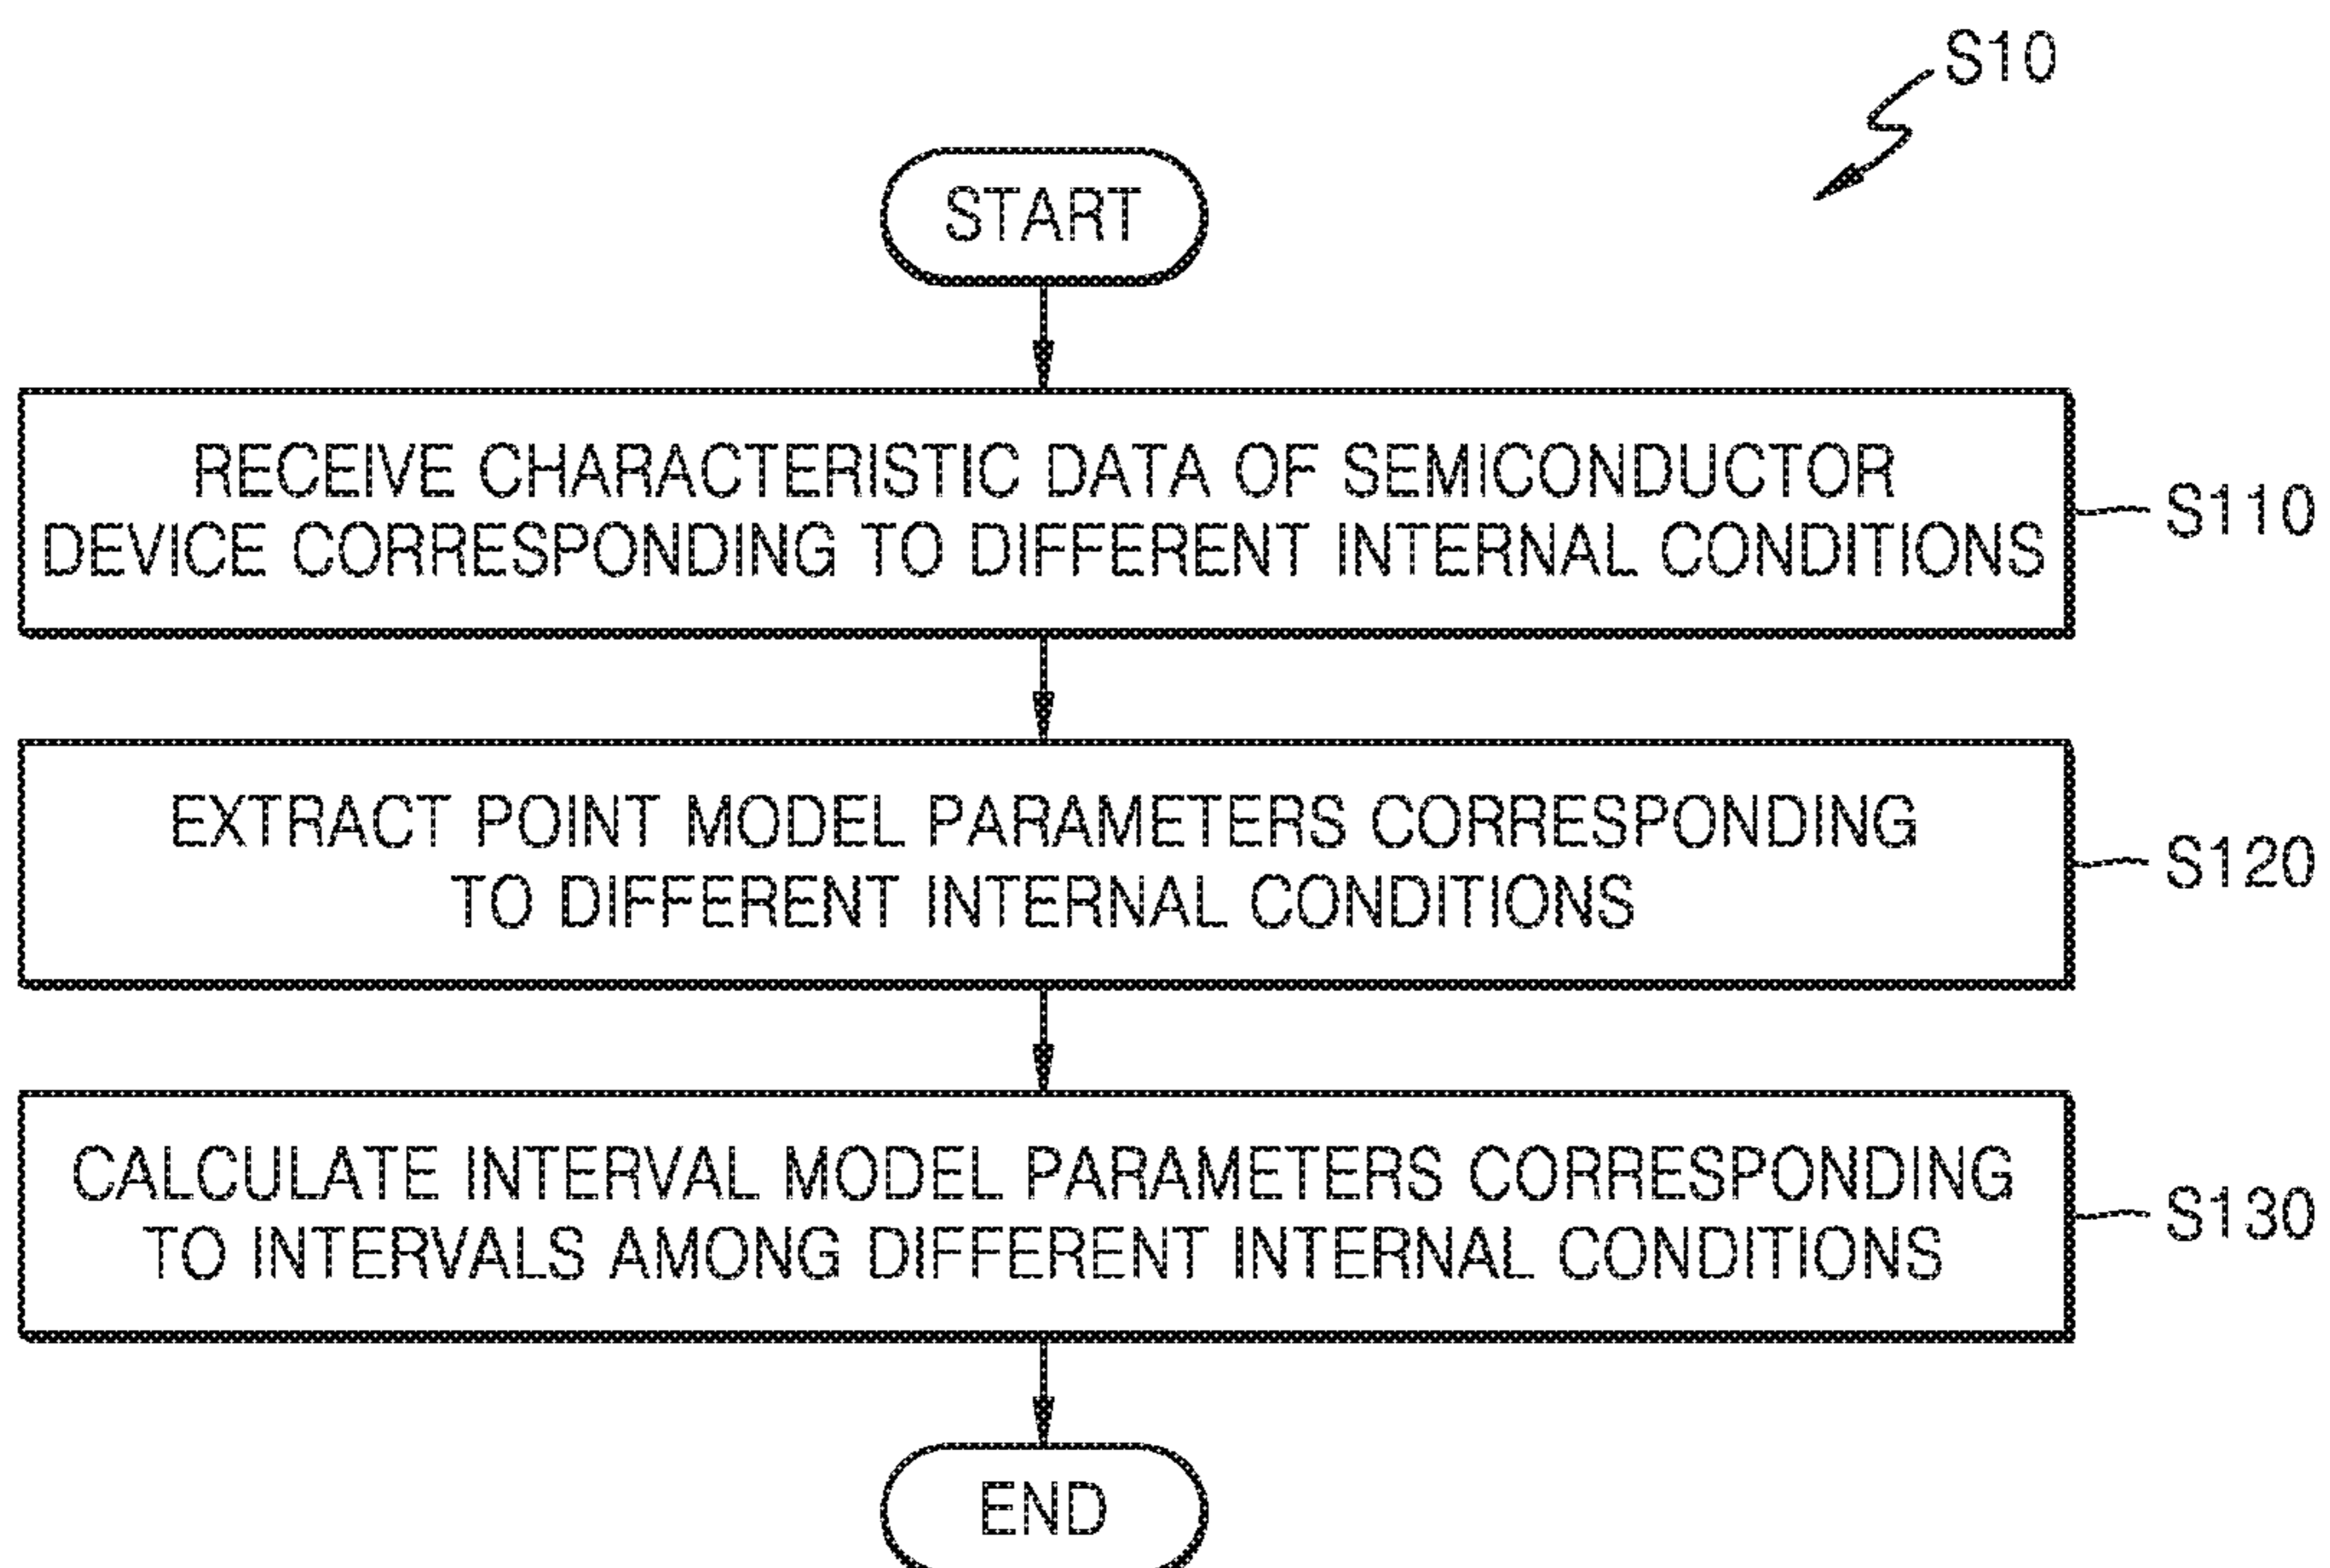 S10
START
RECEIVE CHARACTERISTIC DATA OF SEMICONDUCTOR
DEVICE CORRESPONDING TO DIFFERENT INTERNAL CONDITIONS
S110
EXTRACT POINT MODEL PARAMETERS CORRESPONDING
TO DIFFERENT INTERNAL CONDITIONS
S120
CALCULATE INTERVAL MODEL PARAMETERS CORRESPONDING
TO INTERVALS AMONG DIFFERENT INTERNAL CONDITIONS
S130
END